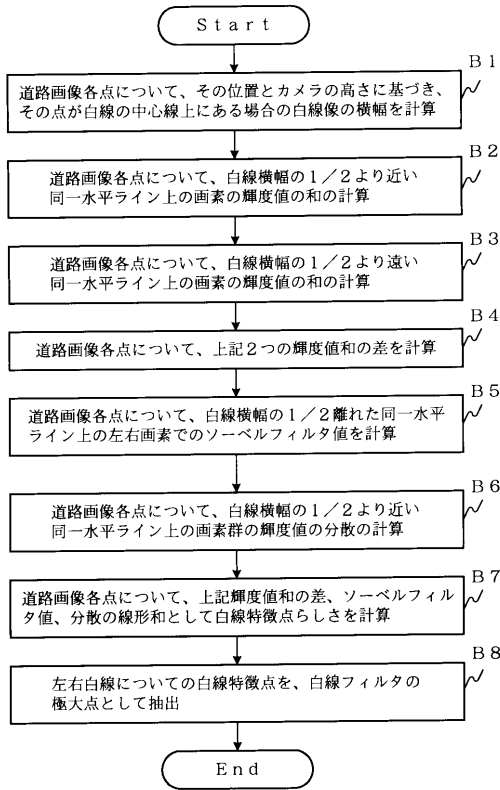 Start
B1
道路画像各点について、その位置とカメラの高さに基づき、
その点が白線の中心線上にある場合の白線像の横幅を計算
B2
道路画像各点について、白線横幅の1/2より近い
同一水平ライン上の画素の輝度値の和の計算
B3
道路画像各点について、白線横幅の1/2より遠い
同一水平ライン上の画素の輝度値の和の計算
B4
道路画像各点について、上記2つの輝度値和の差を計算
B5
道路画像各点について、白線横幅の1/2離れた同一水平
ライン上の左右画素でのソーベルフィルタ値を計算
B6
道路画像各点について、白線横幅の1/2より近い
同一水平ライン上の画素群の輝度値の分散の計算
B7
道路画像各点について、上記輝度値和の差、ソーベルフィル
タ値、分散の線形和として白線特徴点らしさを計算
B8
左右白線についての白線特徴点を、白線フィルタの
極大点として抽出
End